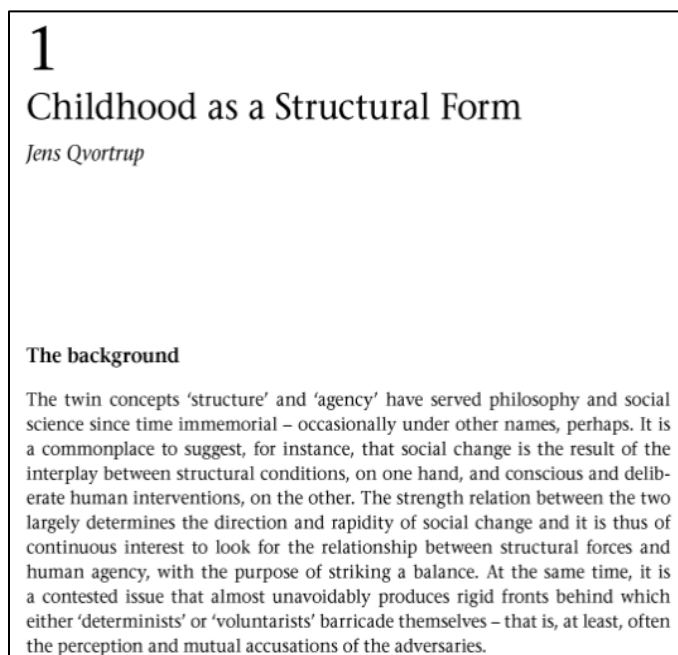 1
Childhood as a Structural Form
Jens Qvortrup
The background
The twin concepts ‘structure’ and ‘agency’ have served philosophy and social
science since time immemorial – occasionally under other names, perhaps. It is
a commonplace to suggest, for instance, that social change is the result of the
interplay between structural conditions, on one hand, and conscious and delib-
erate human interventions, on the other. The strength relation between the two
largely determines the direction and rapidity of social change and it is thus of
continuous interest to look for the relationship between structural forces and
human agency, with the purpose of striking a balance. At the same time, it is
a contested issue that almost unavoidably produces rigid fronts behind which
either ‘determinists’ or ‘voluntarists’ barricade themselves – that is, at least, often
the perception and mutual accusations of the adversaries.